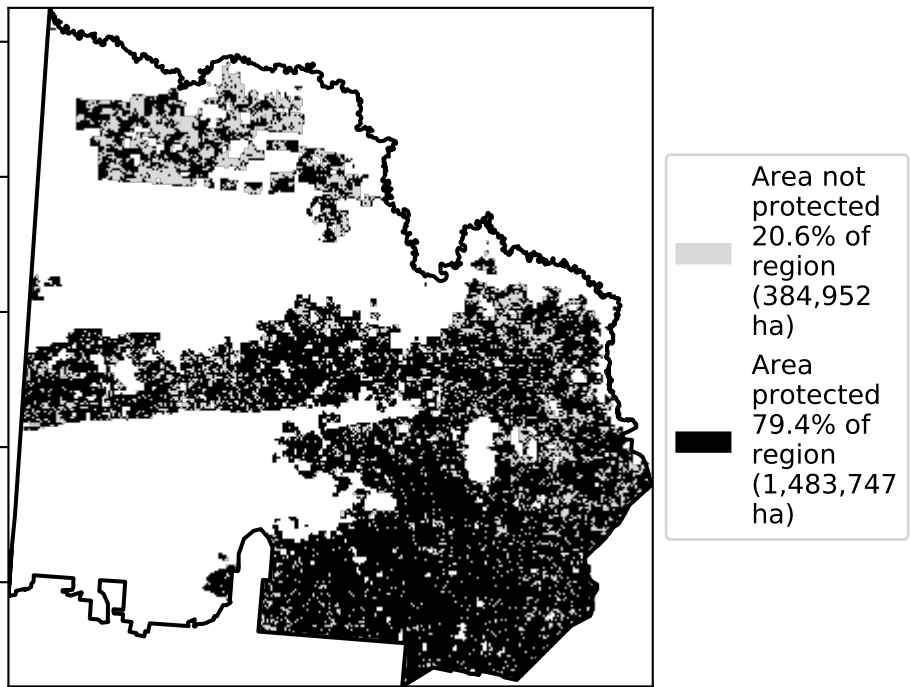 Area not
protected
20.6% of
region
(384,952
ha)
Area
protected
79.4% of
region
(1,483,747
ha)